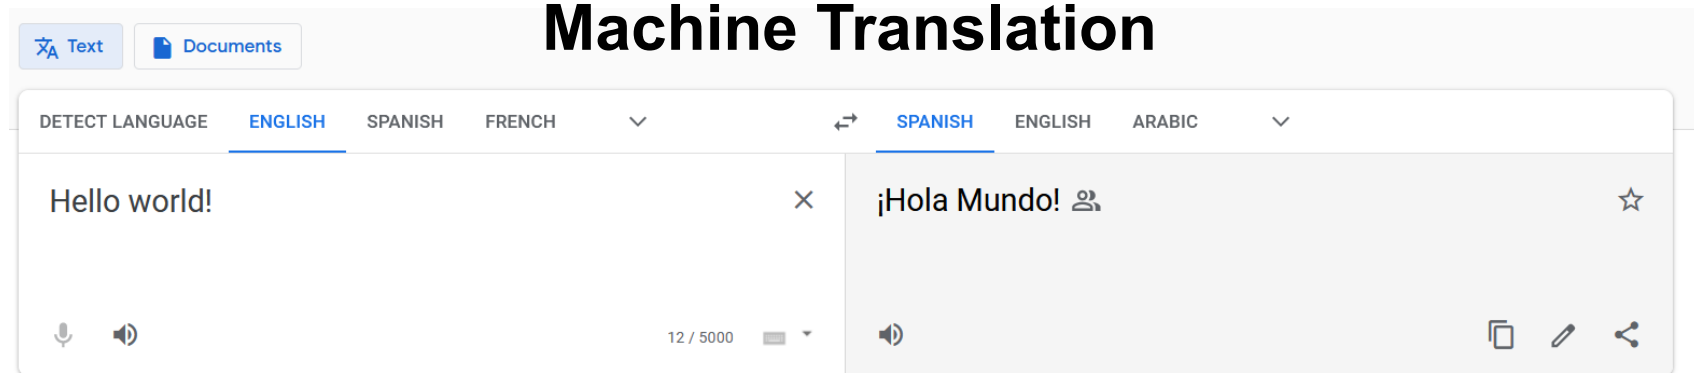 Machine Translation
Text Documents
DETECT LANGUAGE ENGLISH SPANISH FRENCH SPANISH ENGLISH ARABIC
Hello world! ¡Hola Mundo!
12 / 5000